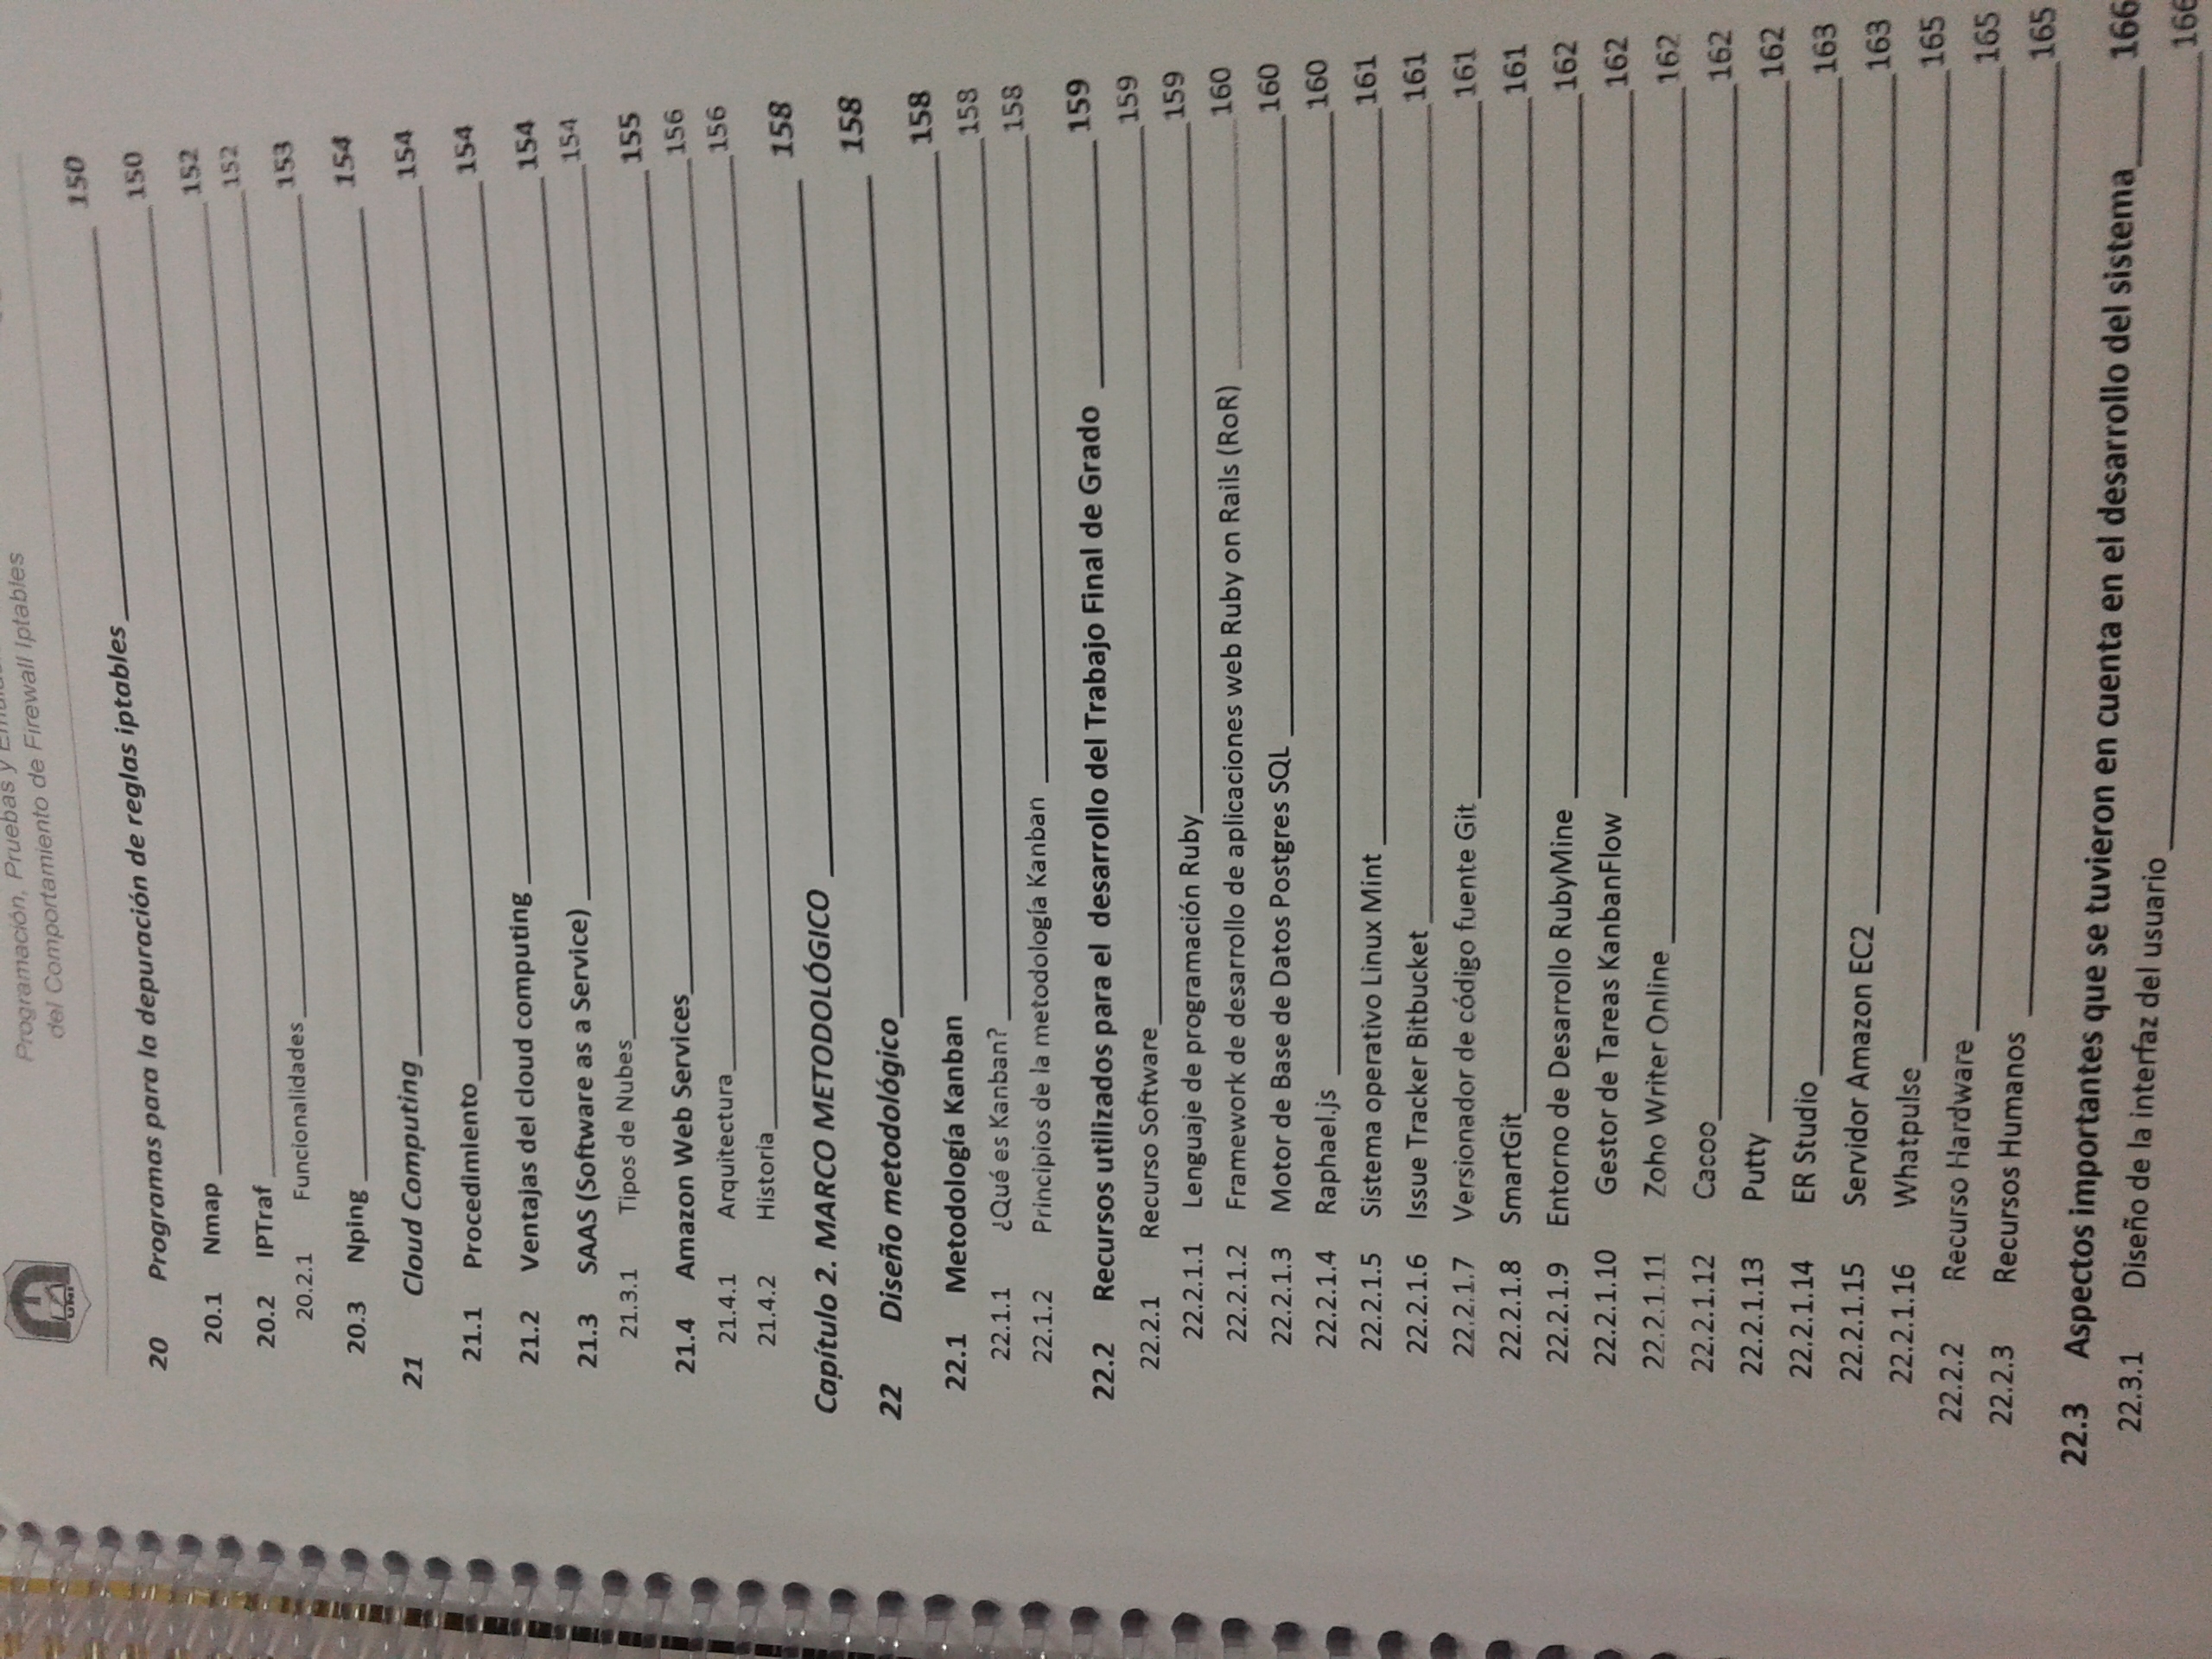 Programación, Pruebas y
del Comportamiento de Firewall Iptables
UNI
20 Programas para la depuración de reglas iptables 150
20.1 Nmap 150
20.2 IPTraf 152
20.2.1 Funcionalidades 152
20.3 Nping 153
21 Cloud Computing 154
21.1 Procedimiento 154
21.2 Ventajas del cloud computing 154
21.3 SAAS (Software as a Service) 154
21.3.1 Tipos de Nubes 154
21.4 Amazon Web Services 155
21.4.1 Arquitectura 156
21.4.2 Historia 156
Capítulo 2. MARCO METODOLÓGICO 158
22 Diseño metodológico 158
22.1 Metodología Kanban 158
22.1.1 ¿Qué es Kanban? 158
22.1.2 Principios de la metodología Kanban 158
22.2 Recursos utilizados para el desarrollo del Trabajo Final de Grado 159
22.2.1 Recurso Software 159
22.2.1.1 Lenguaje de programación Ruby 159
22.2.1.2 Framework de desarrollo de aplicaciones web Ruby on Rails (RoR) 160
22.2.1.3 Motor de Base de Datos Postgres SQL 160
22.2.1.4 Raphael.js 160
22.2.1.5 Sistema operativo Linux Mint 161
22.2.1.6 Issue Tracker Bitbucket 161
22.2.1.7 Versionador de código fuente Git 161
22.2.1.8 SmartGit 161
22.2.1.9 Entorno de Desarrollo RubyMine 162
22.2.1.10 Gestor de Tareas KanbanFlow 162
22.2.1.11 Zoho Writer Online 162
22.2.1.12 Cacoo 162
22.2.1.13 Putty 162
22.2.1.14 ER Studio 163
22.2.1.15 Servidor Amazon EC2 163
22.2.1.16 Whatpulse 165
22.2.2 Recurso Hardware 165
22.2.3 Recursos Humanos 165
22.3 Aspectos importantes que se tuvieron en cuenta en el desarrollo del sistema 166
22.3.1 Diseño de la interfaz del usuario 166